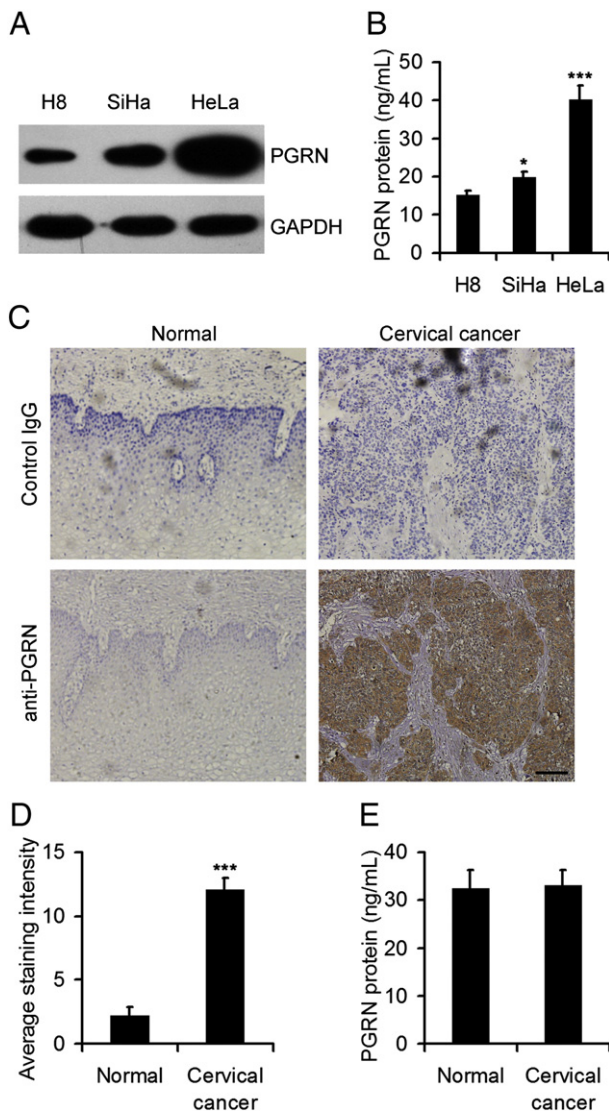 A
H8 SiHa HeLa
PGRN
GAPDH
B
PGRN protein (ng/mL)
50
40
30
20
10
0
*
***
H8 SiHa HeLa
C
Normal Cervical cancer
Control IgG
anti-PGRN
D
Average staining intensity
15
10
5
0
***
Normal Cervical
cancer
E
PGRN protein (ng/mL)
40
30
20
10
0
Normal Cervical
cancer